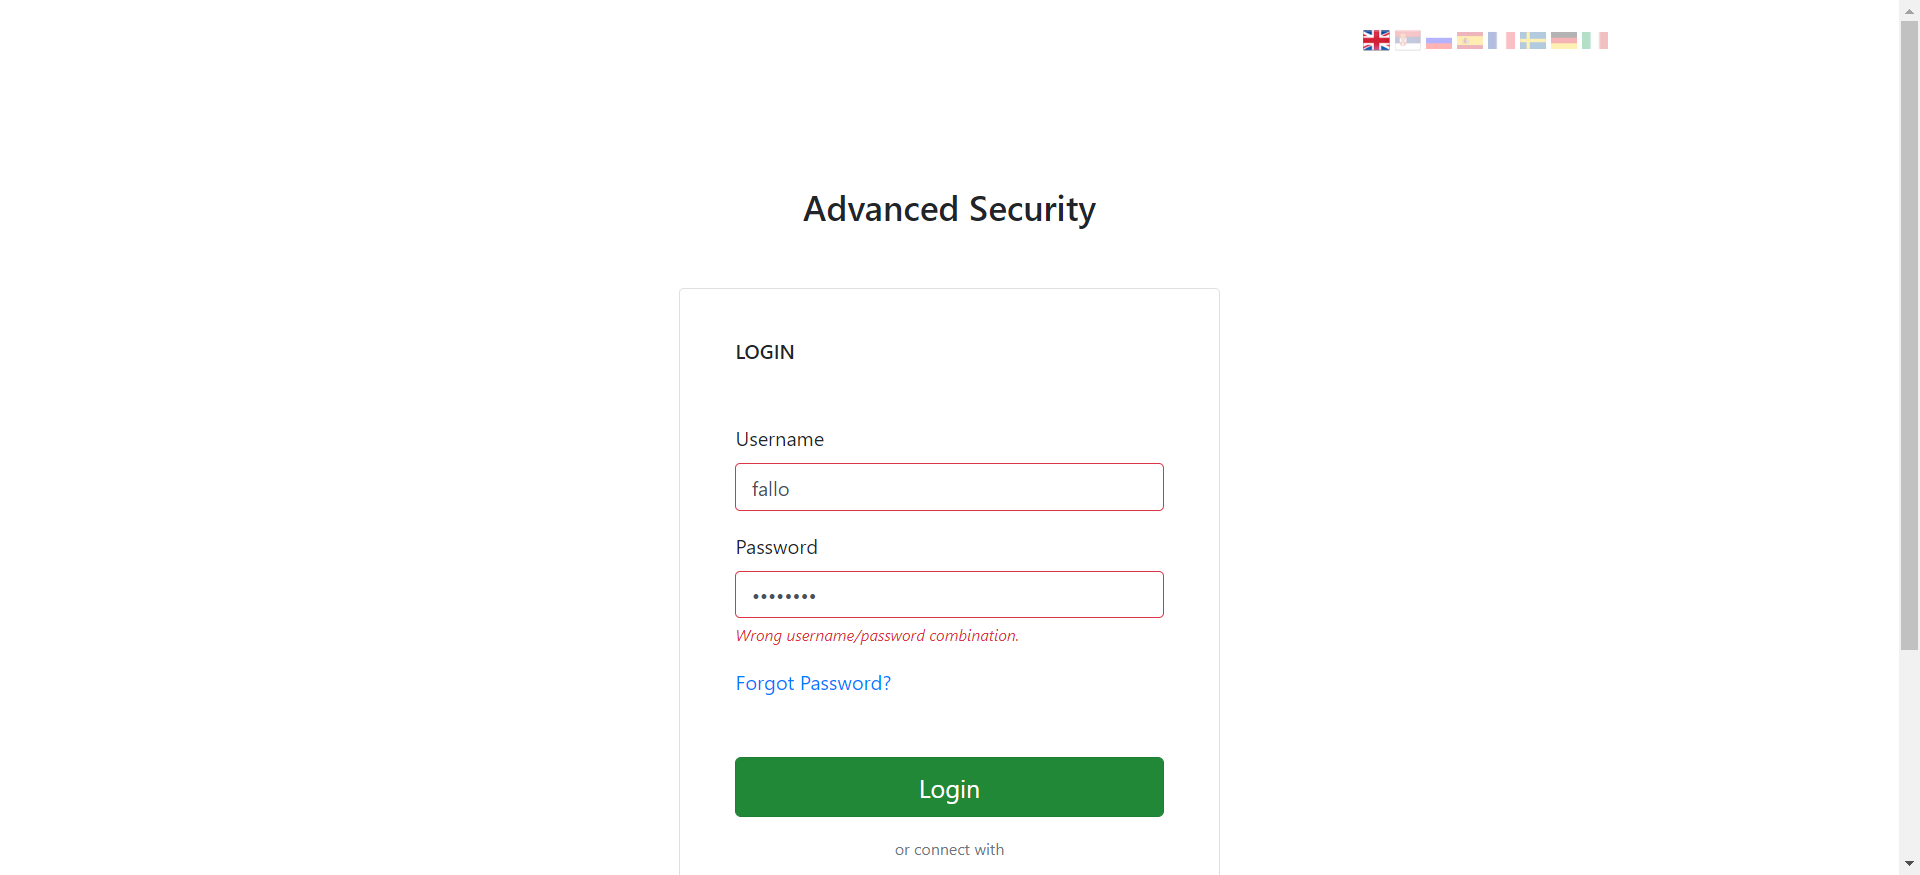 Advanced Security
LOGIN
Username
fallo
Password
••••••••
Wrong username/password combination.
Forgot Password?
Login
or connect with